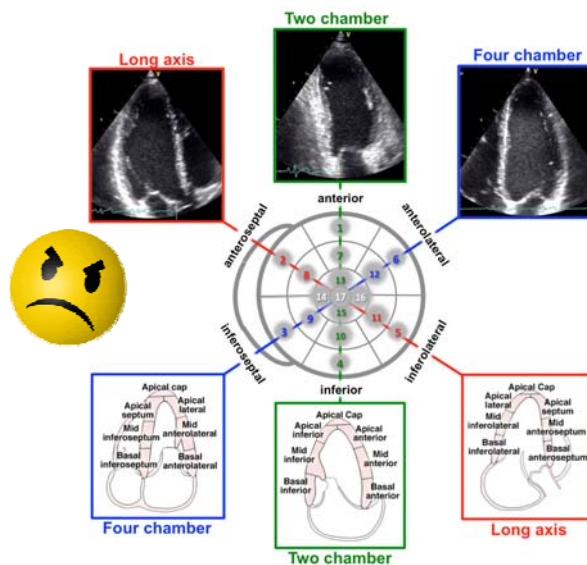 Two chamber
Long axis
Four chamber
V
V
V
anterior
anteroseptal
anterolateral
1
2
6
7
8
12
13
14
17
16
15
3
9
11
5
10
4
inferoseptal
inferolateral
inferior
Apical cap
Apical septum
Apical lateral
Mid inferoseptum
Mid anterolateral
Basal inferoseptum
Basal anterolateral
Four chamber
Apical Cap
Apical inferior
Apical anterior
Mid inferior
Mid anterior
Basal inferior
Basal anterior
Two chamber
Apical Cap
Apical lateral
Apical septum
Mid inferolateral
Mid anteroseptum
Basal inferolateral
Basal anteroseptum
Long axis